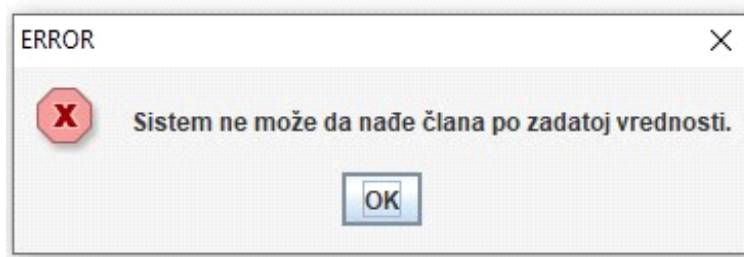 ERROR
Sistem ne može da nađe člana po zadatoj vrednosti.
OK